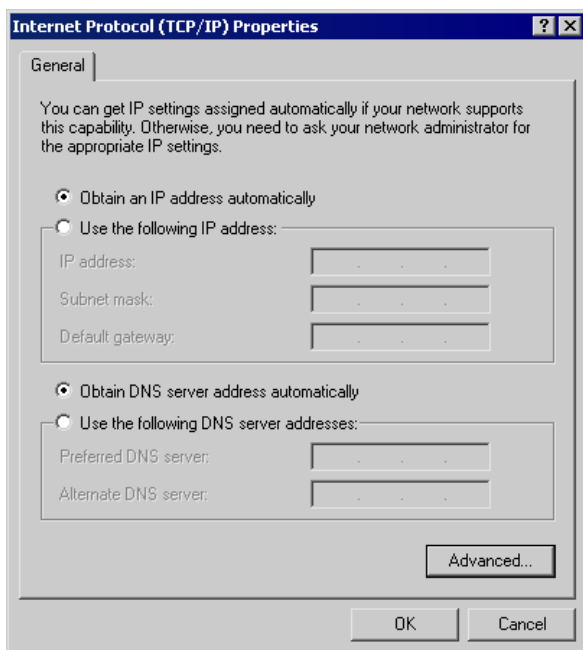 Internet Protocol (TCP/IP) Properties
General
You can get IP settings assigned automatically if your network supports
this capability. Otherwise, you need to ask your network administrator for
the appropriate IP settings.
Obtain an IP address automatically
Use the following IP address:
IP address:
Subnet mask:
Default gateway:
Obtain DNS server address automatically
Use the following DNS server addresses:
Preferred DNS server:
Alternate DNS server:
Advanced...
OK
Cancel